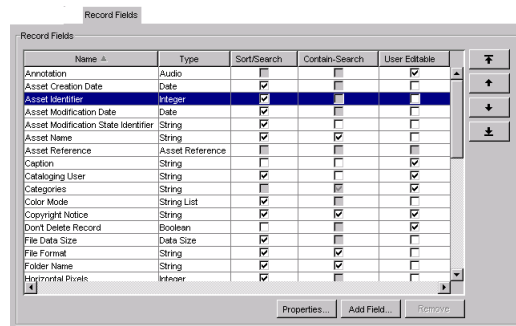 Record Fields
Record Fields
Name Type Sort/Search Contain-Search User Editable
Annotation Audio
Asset Creation Date Date
Asset Identifier Integer
Asset Modification Date Date
Asset Modification State Identifier String
Asset Name String
Asset Reference Asset Reference
Caption String
Cataloging User String
Categories String
Color Mode String List
Copyright Notice String
Don't Delete Record Boolean
File Data Size Data Size
File Format String
Folder Name String
Horizontal Pixels Integer
Properties... Add Field... Remove